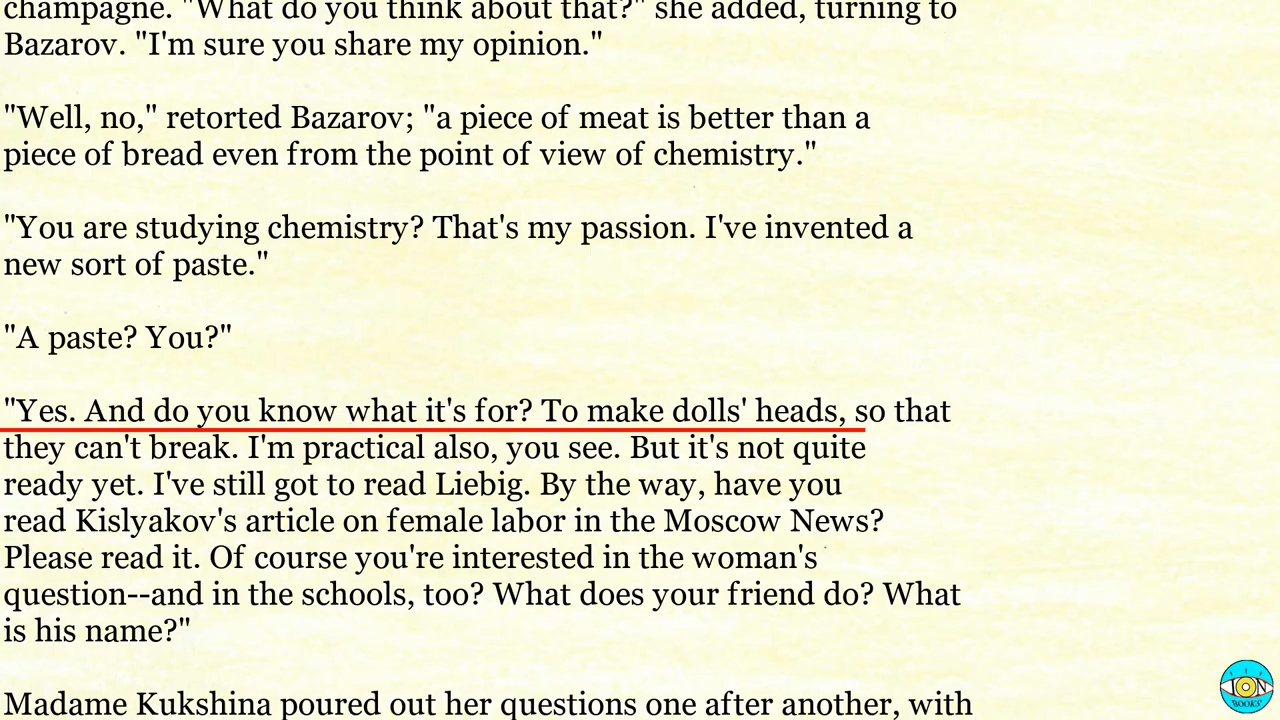 champagne. "What do you think about that?" she added, turning to
Bazarov. "I'm sure you share my opinion."
"Well, no," retorted Bazarov; "a piece of meat is better than a
piece of bread even from the point of view of chemistry."
"You are studying chemistry? That's my passion. I've invented a
new sort of paste."
"A paste? You?"
"Yes. And do you know what it's for? To make dolls' heads, so that
they can't break. I'm practical also, you see. But it's not quite
ready yet. I've still got to read Liebig. By the way, have you
read Kislyakov's article on female labor in the Moscow News?
Please read it. Of course you're interested in the woman's
question--and in the schools, too? What does your friend do? What
is his name?"
Madame Kukshina poured out her questions one after another, with
ION
BOOKS